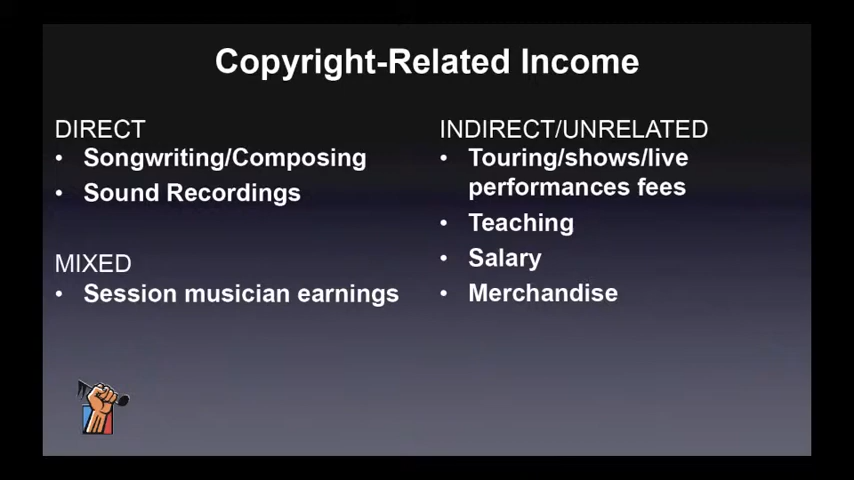 Copyright-Related Income
DIRECT
• Songwriting/Composing
• Sound Recordings
MIXED
• Session musician earnings
INDIRECT/UNRELATED
• Touring/shows/live
performances fees
• Teaching
• Salary
• Merchandise